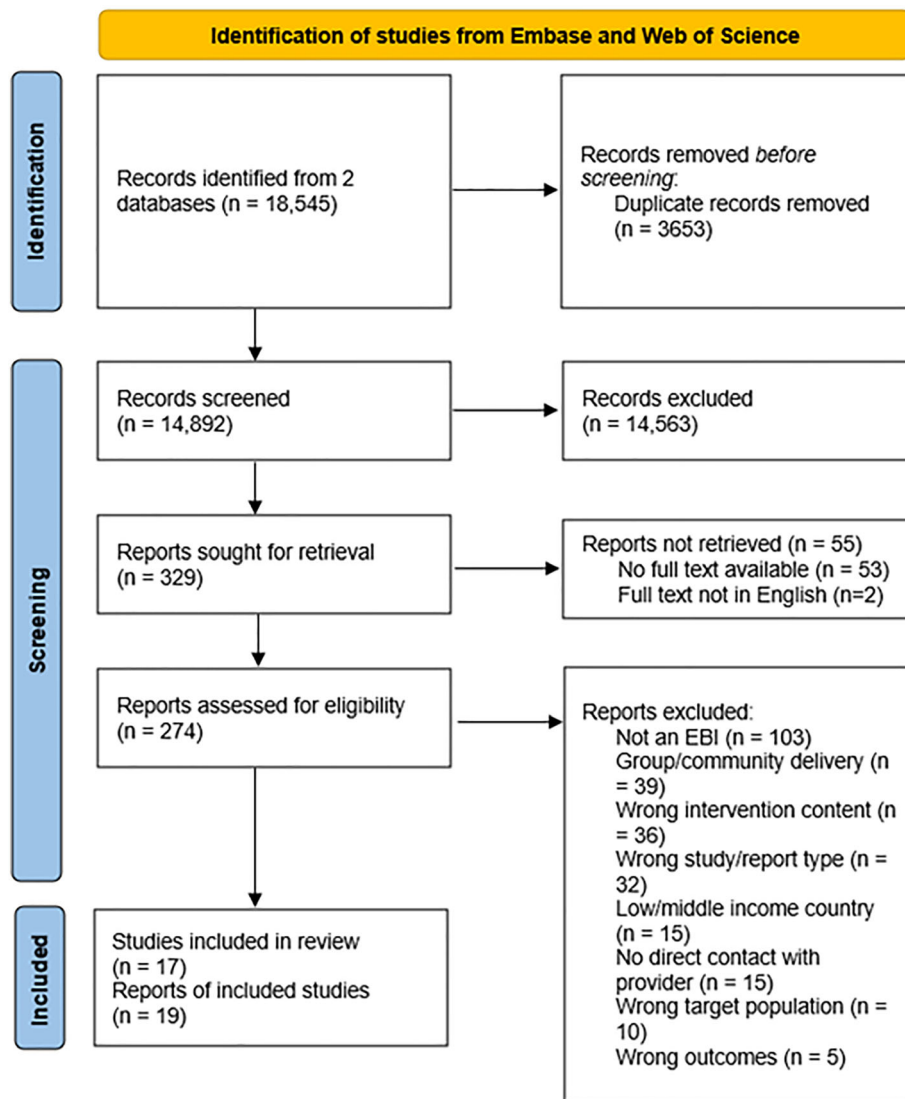 Identification of studies from Embase and Web of Science
Identification
Records identified from 2
databases (n = 18,545)
Records removed before
screening:
Duplicate records removed
(n = 3653)
Screening
Records screened
(n = 14,892)
Records excluded
(n = 14,563)
Reports sought for retrieval
(n = 329)
Reports not retrieved (n = 55)
No full text available (n = 53)
Full text not in English (n=2)
Reports assessed for eligibility
(n = 274)
Reports excluded:
Not an EBI (n = 103)
Group/community delivery (n
= 39)
Wrong intervention content (n
= 36)
Wrong study/report type (n =
32)
Low/middle income country
(n = 15)
No direct contact with
provider (n = 15)
Wrong target population (n =
10)
Wrong outcomes (n = 5)
Included
Studies included in review
(n = 17)
Reports of included studies
(n = 19)